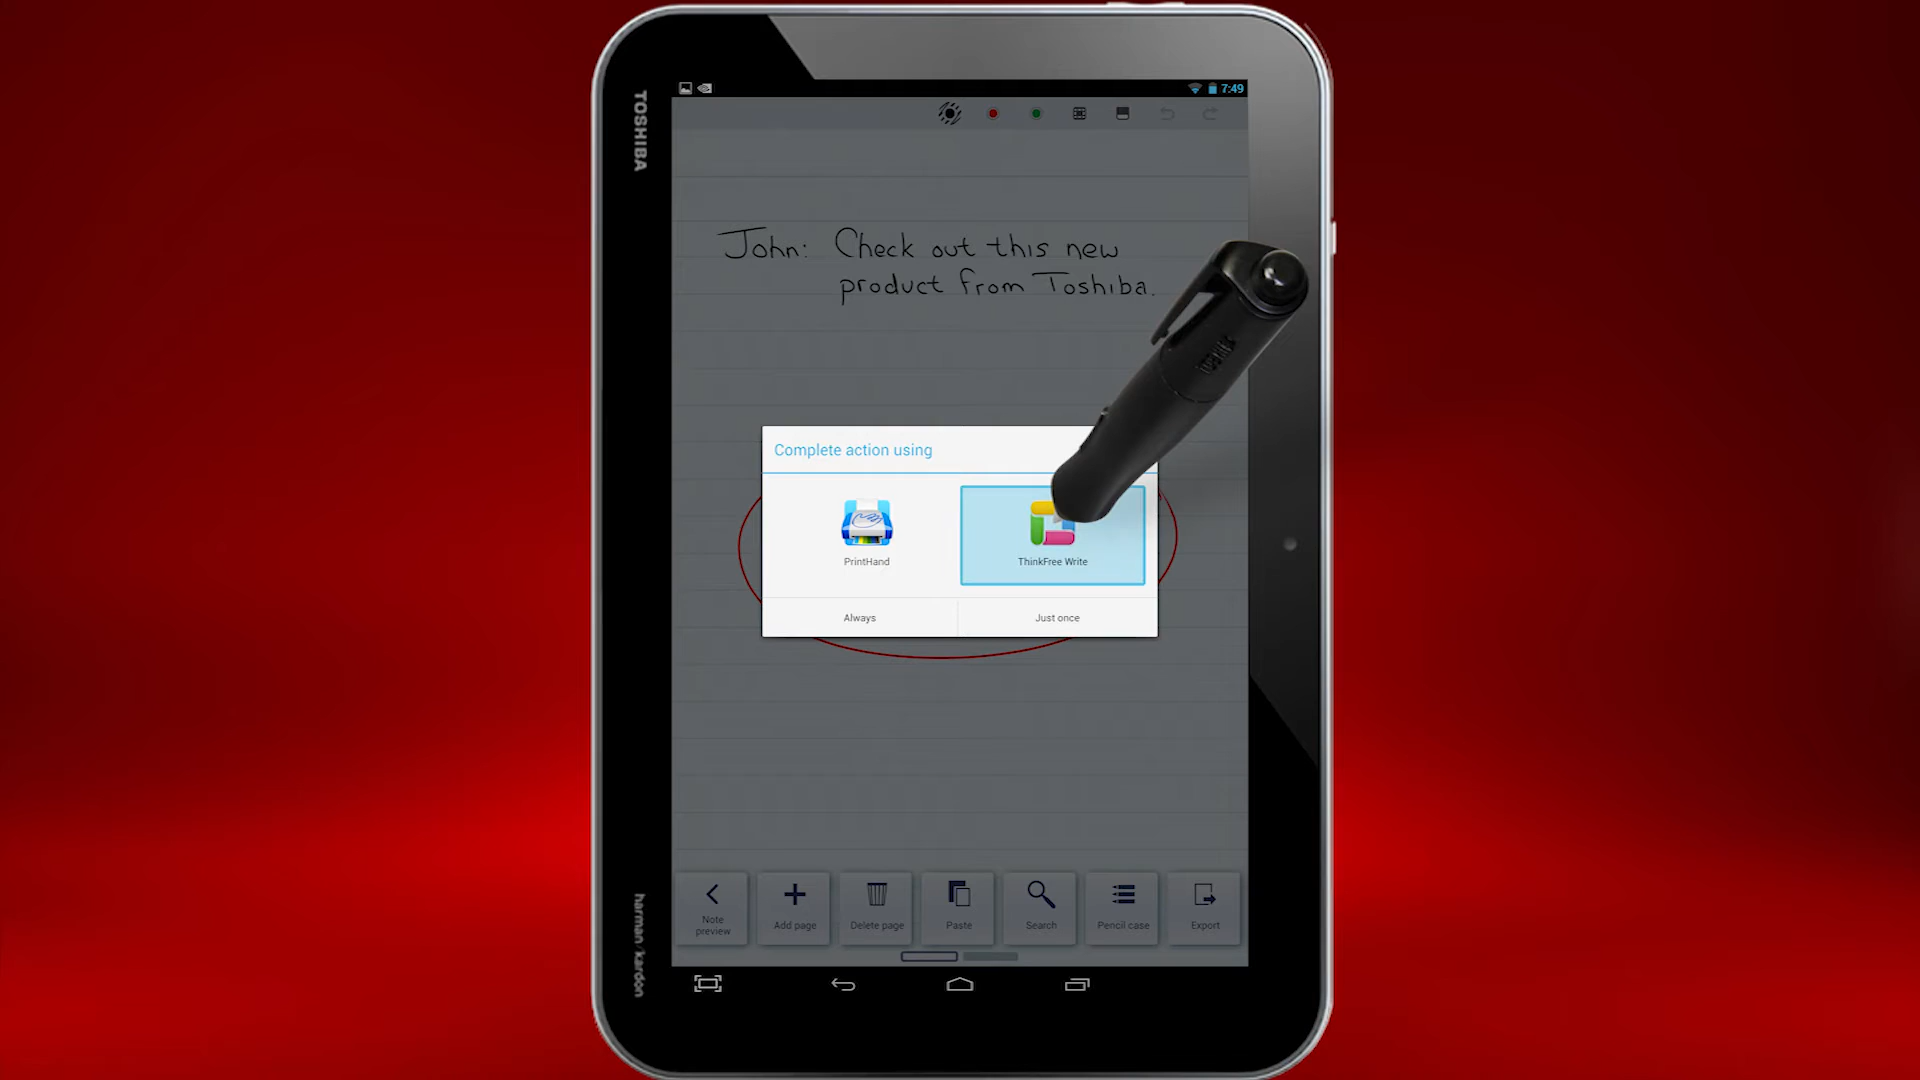 TOSHIBA
7:49
John: Check out this new
product from Toshiba.
TOSHIBA
Complete action using
PrintHand
ThinkFree Write
Always
Just once
Note
preview
Add page
Delete page
Paste
Search
Pencil case
Export
harman/kardon